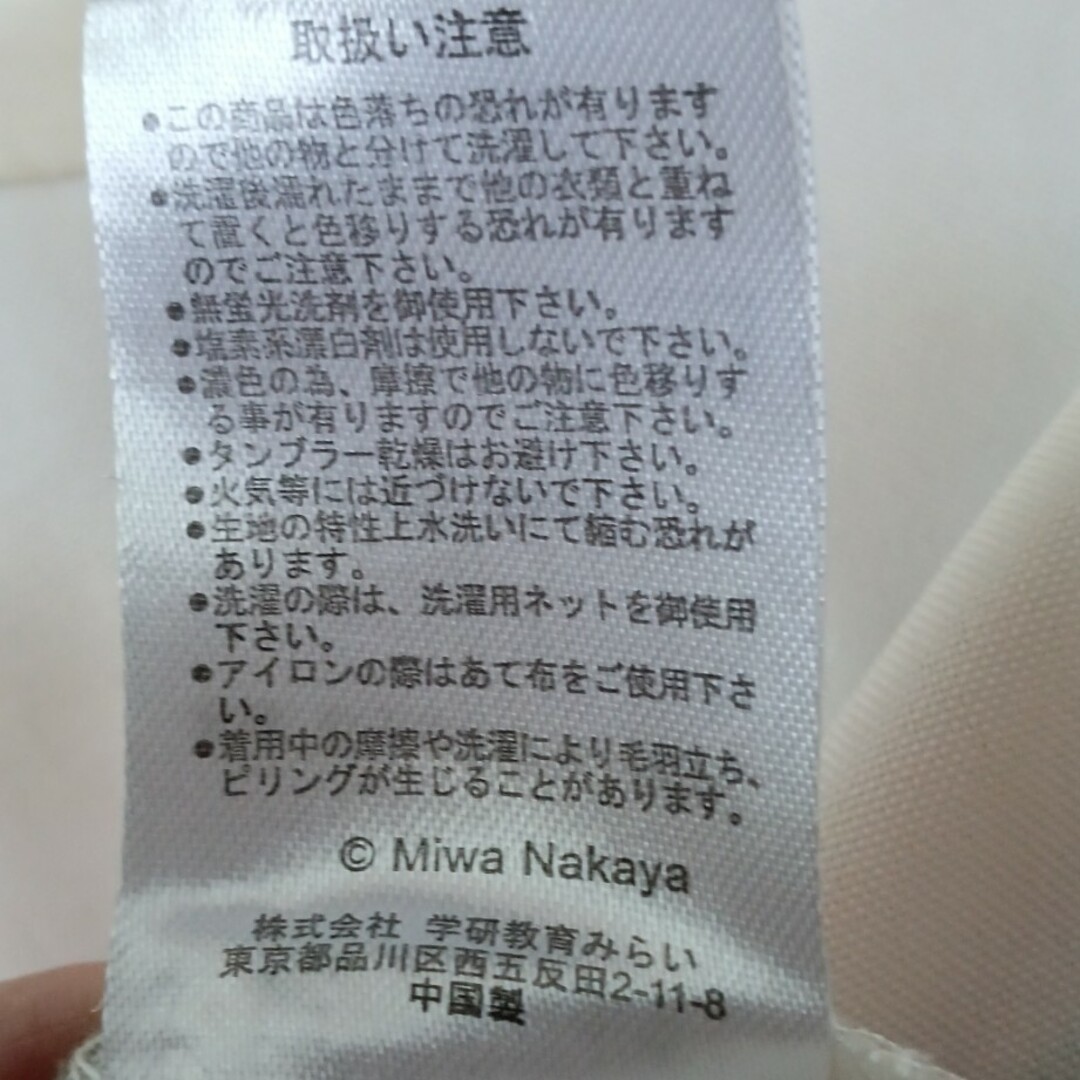 取扱い注意
●この商品は色落ちの恐れが有ります
ので他の物と分けて洗濯して下さい。
●洗濯後濡れたままで他の衣類と重ね
て置くと色移りする恐れが有ります
のでご注意下さい。
●無蛍光洗剤を御使用下さい。
●塩素系漂白剤は使用しないで下さい。
●濃色の為、摩擦で他の物に色移りす
る事が有りますのでご注意下さい。
●タンブラー乾燥はお避け下さい。
●火気等には近づけないで下さい。
●生地の特性上水洗いにて縮む恐れが
あります。
●洗濯の際は、洗濯用ネットを御使用
下さい。
●アイロンの際はあて布をご使用下さ
い。
●着用中の摩擦や洗濯により毛羽立ち、
ピリングが生じることがあります。
© Miwa Nakaya
株式会社 学研教育みらい
東京都品川区西五反田2-11-8
中国製